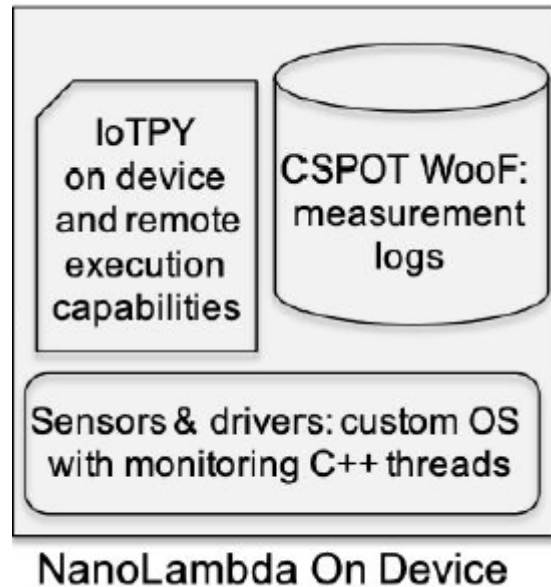 IoTPY
on device
and remote
execution
capabilities
CSPOT WooF:
measurement
logs
Sensors & drivers: custom OS
with monitoring C++ threads
NanoLambda On Device